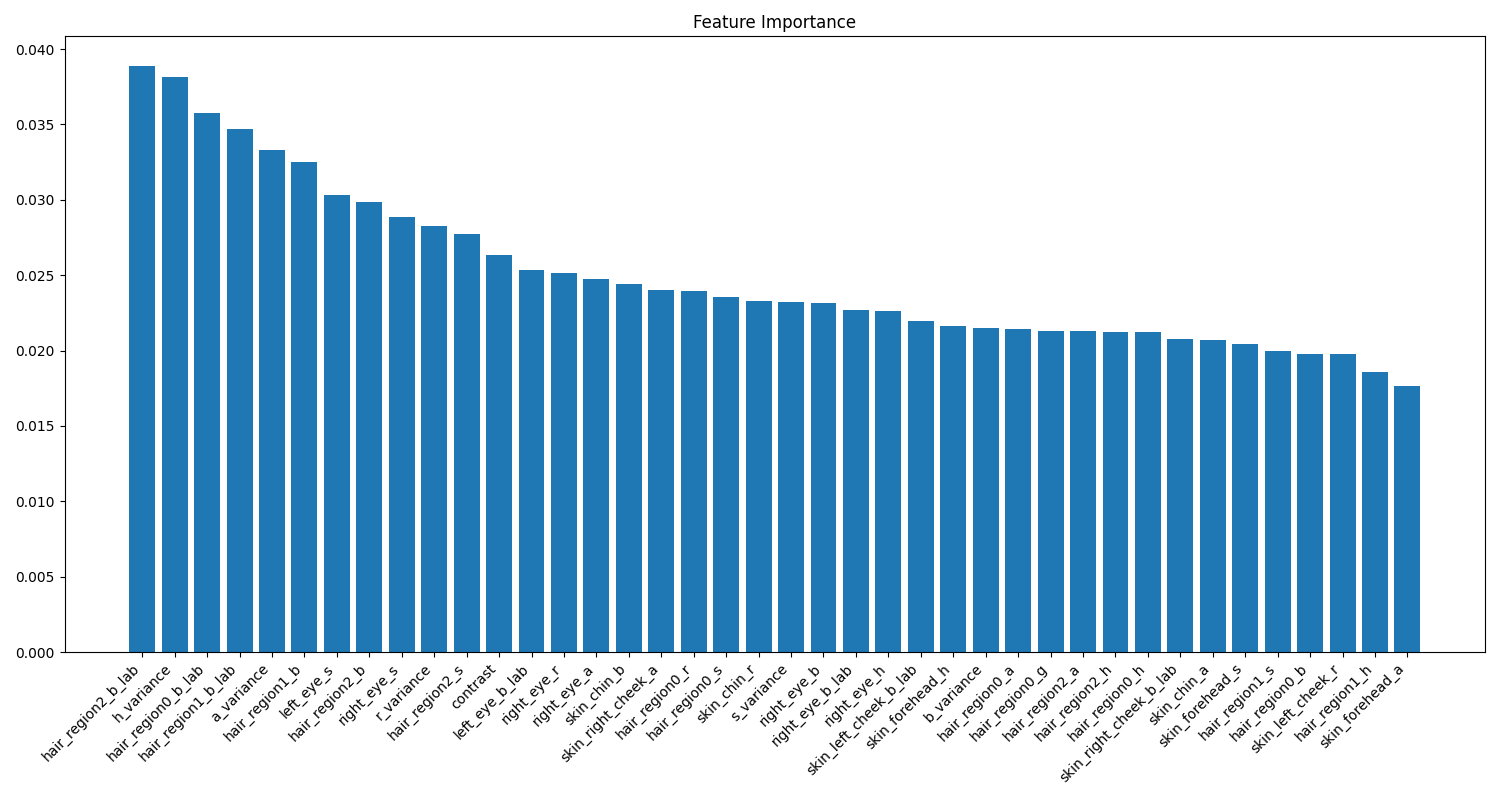 Feature Importance
0.040
0.035
0.030
0.025
0.020
0.015
0.010
0.005
0.000
hair_region2_b_lab
h_variance
hair_region0_b_lab
hair_region1_b_lab
a_variance
hair_region1_b
left_eye_s
hair_region2_b
right_eye_s
r_variance
hair_region2_s
contrast
left_eye_b_lab
right_eye_r
right_eye_a
skin_chin_b
skin_right_cheek_a
hair_region0_r
hair_region0_s
skin_chin_r
s_variance
right_eye_b
right_eye_b_lab
right_eye_h
skin_left_cheek_b_lab
skin_forehead_h
b_variance
hair_region0_a
hair_region0_g
hair_region2_a
hair_region2_h
hair_region0_h
skin_right_cheek_b_lab
skin_chin_a
skin_forehead_s
hair_region1_s
hair_region0_b
skin_left_cheek_r
hair_region1_h
skin_forehead_a